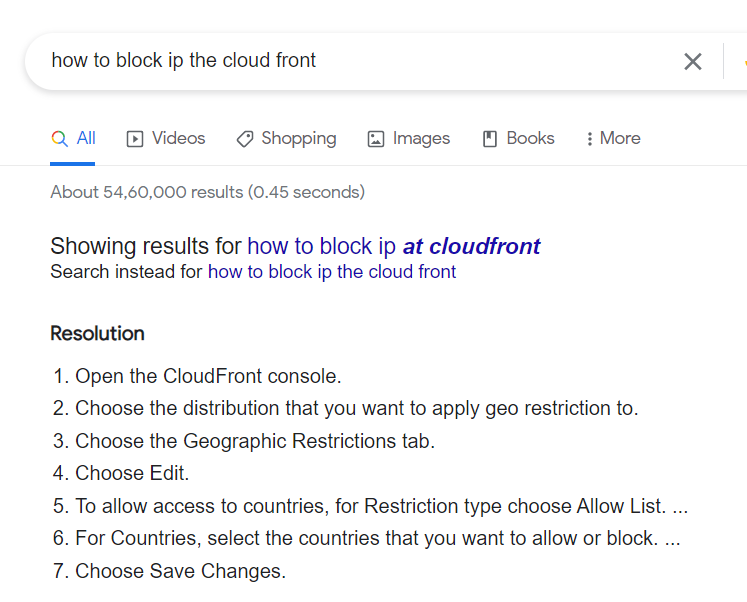 how to block ip the cloud front
All Videos Shopping Images Books More
About 54,60,000 results (0.45 seconds)
Showing results for how to block ip at cloudfront
Search instead for how to block ip the cloud front
Resolution
1. Open the CloudFront console.
2. Choose the distribution that you want to apply geo restriction to.
3. Choose the Geographic Restrictions tab.
4. Choose Edit.
5. To allow access to countries, for Restriction type choose Allow List. ...
6. For Countries, select the countries that you want to allow or block. ...
7. Choose Save Changes.